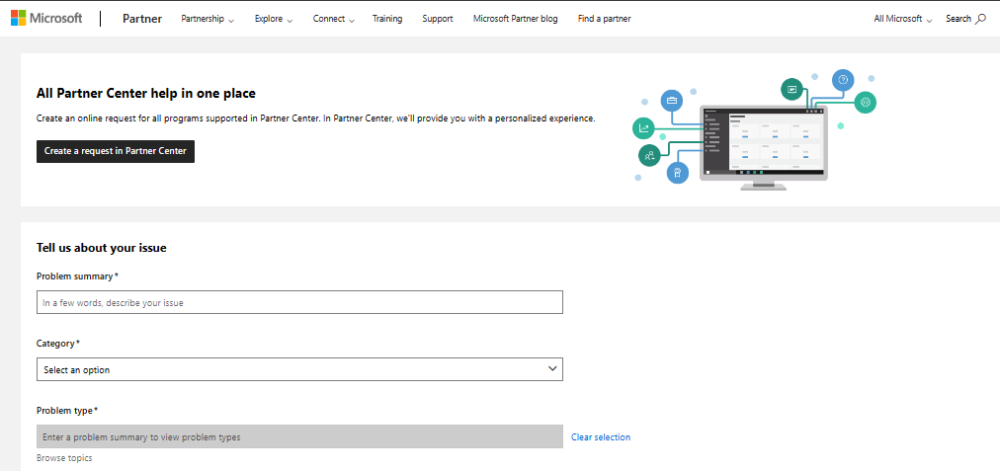 Microsoft
Partner
Partnership
Explore
Connect
Training
Support
Microsoft Partner blog
Find a partner
All Microsoft
Search
All Partner Center help in one place
Create an online request for all programs supported in Partner Center. In Partner Center, we'll provide you with a personalized experience.
Create a request in Partner Center
Tell us about your issue
Problem summary*
In a few words, describe your issue
Category*
Select an option
Problem type*
Enter a problem summary to view problem types
Clear selection
Browse topics